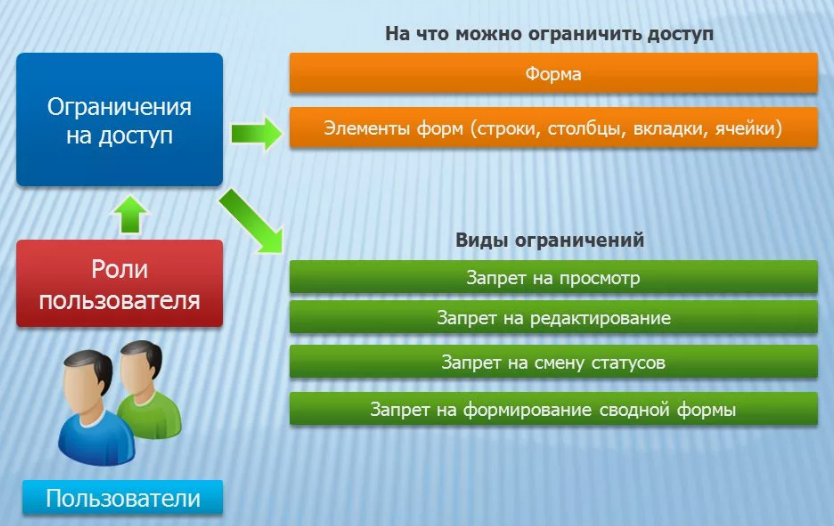 На что можно ограничить доступ
Ограничения
на доступ
Форма
Элементы форм (строки, столбцы, вкладки, ячейки)
Роли
пользователя
Виды ограничений
Запрет на просмотр
Запрет на редактирование
Запрет на смену статусов
Запрет на формирование сводной формы
Пользователи